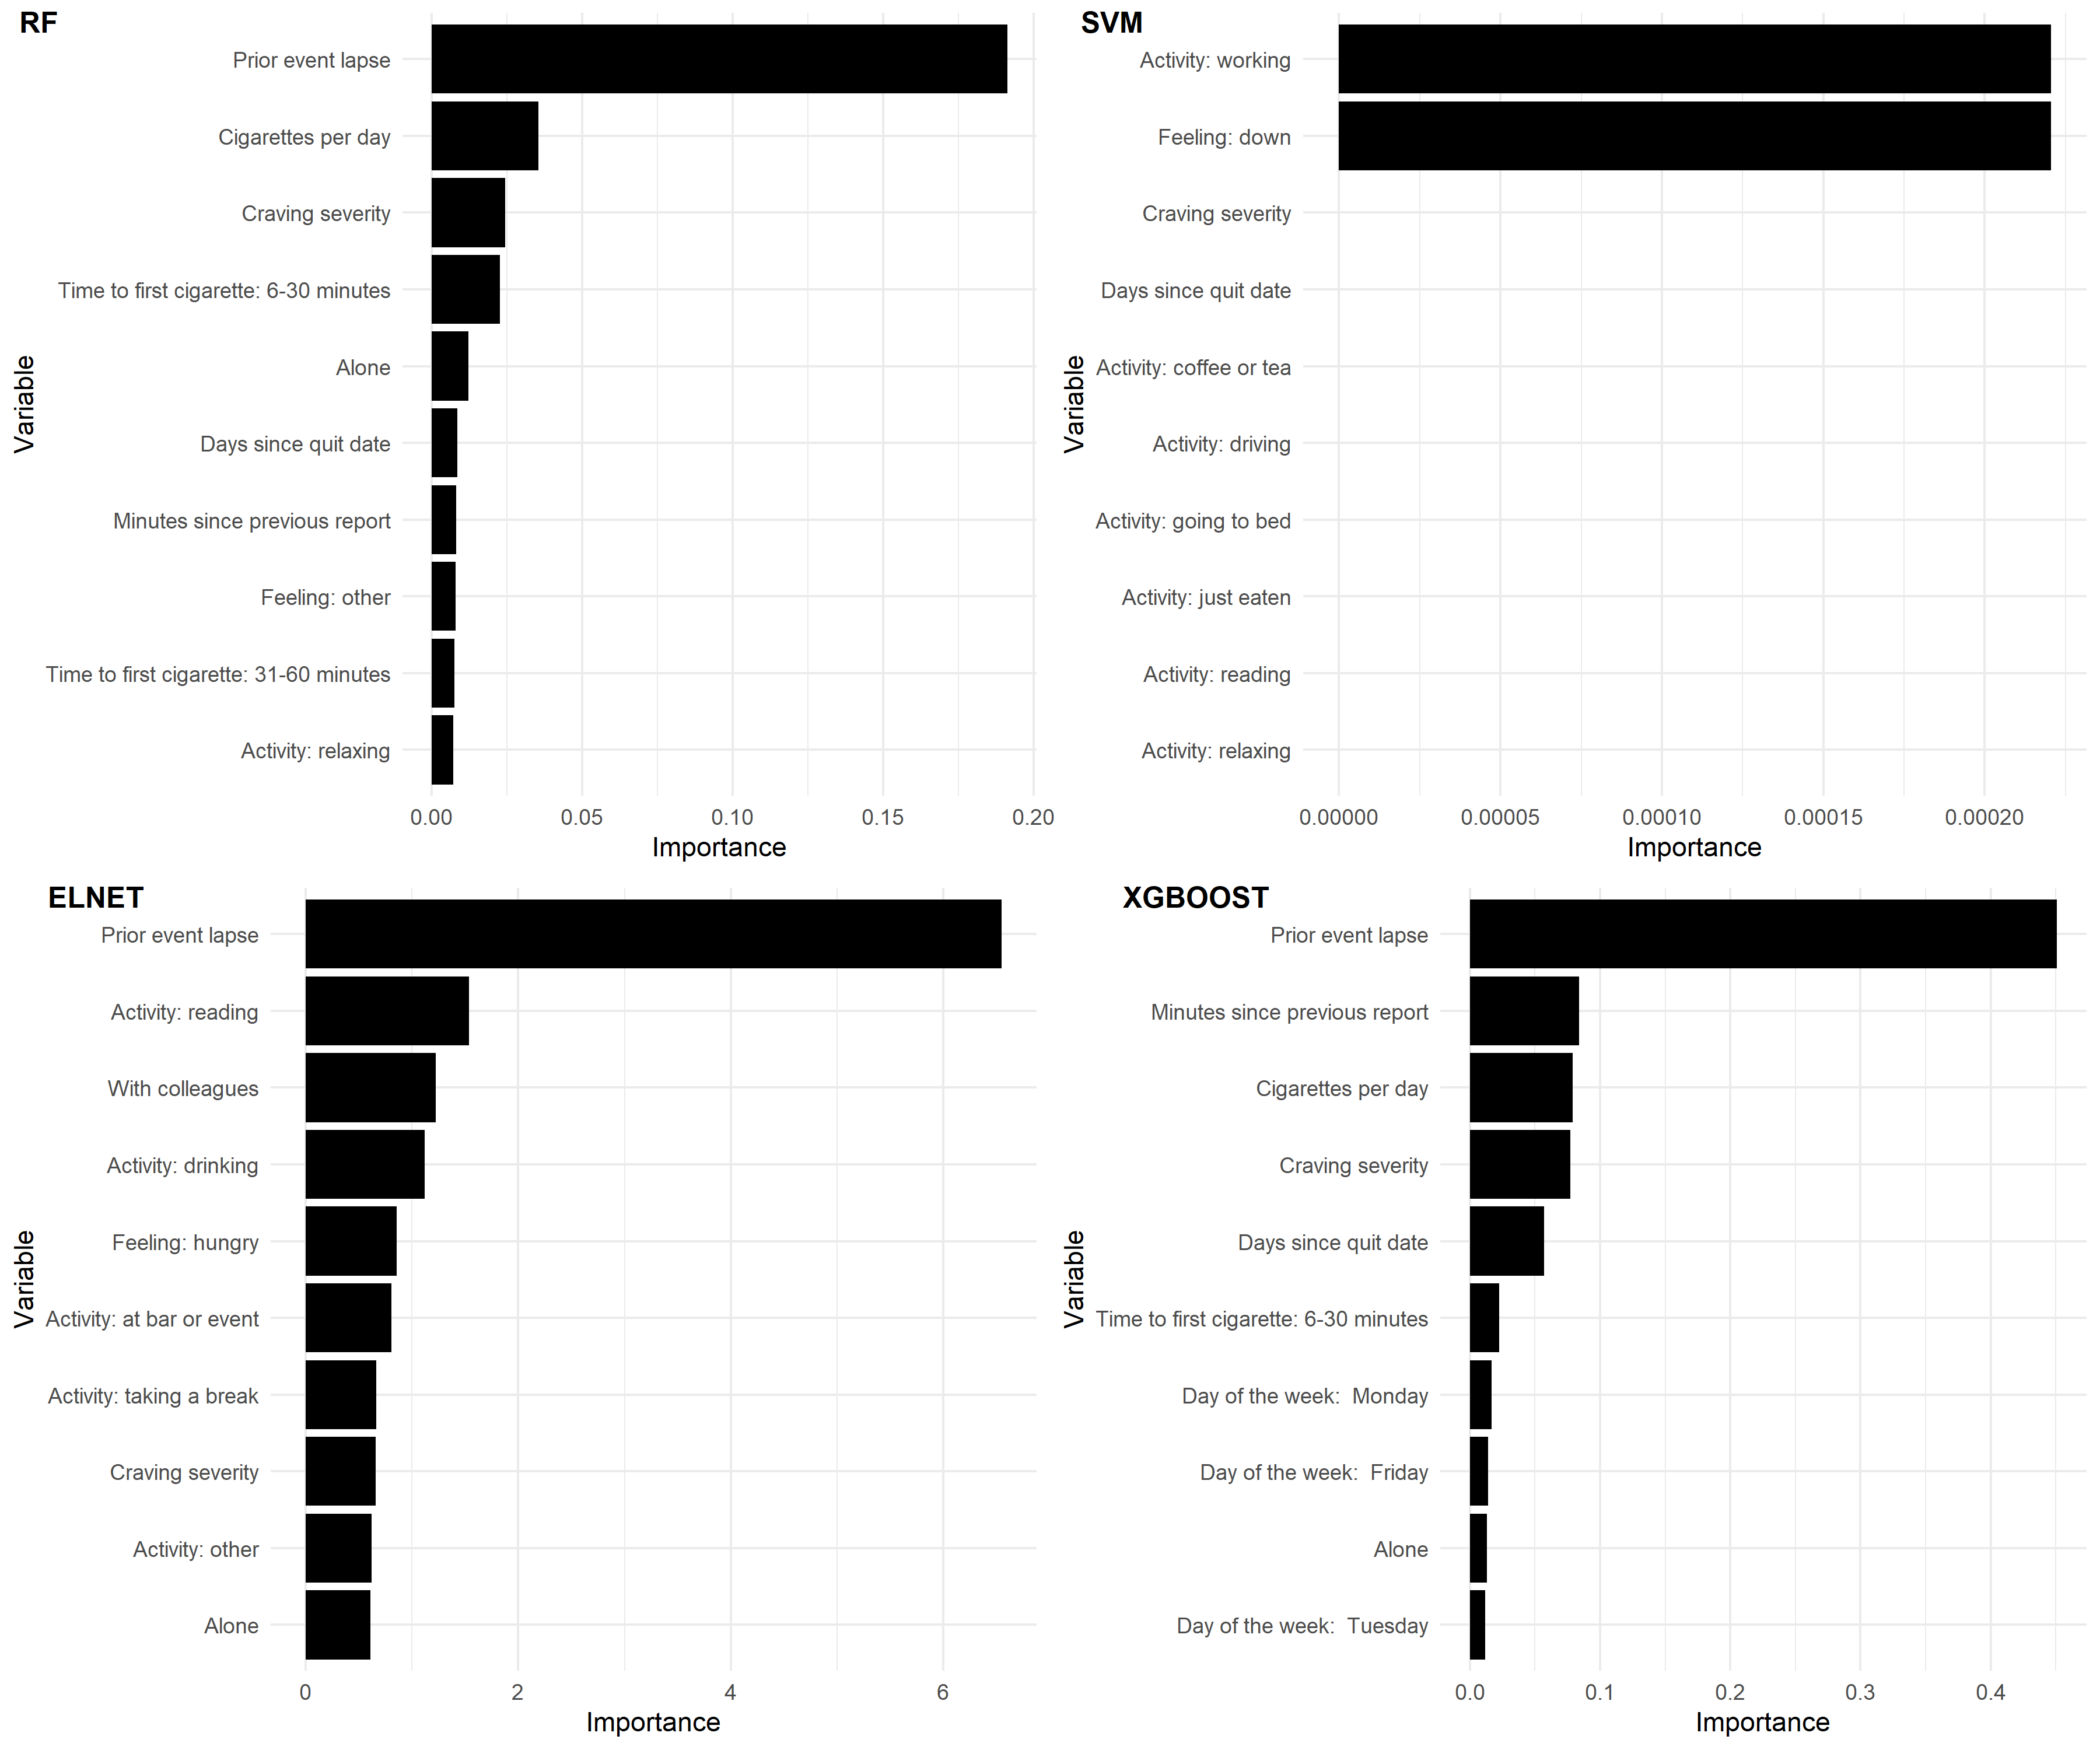 RF
Variable
Prior event lapse
Cigarettes per day
Craving severity
Time to first cigarette: 6-30 minutes
Alone
Days since quit date
Minutes since previous report
Feeling: other
Time to first cigarette: 31-60 minutes
Activity: relaxing
0.00 0.05 0.10 0.15 0.20
Importance
SVM
Variable
Activity: working
Feeling: down
Craving severity
Days since quit date
Activity: coffee or tea
Activity: driving
Activity: going to bed
Activity: just eaten
Activity: reading
Activity: relaxing
0.00000 0.00005 0.00010 0.00015 0.00020
Importance
ELNET
Variable
Prior event lapse
Activity: reading
With colleagues
Activity: drinking
Feeling: hungry
Activity: at bar or event
Activity: taking a break
Craving severity
Activity: other
Alone
0 2 4 6
Importance
XGBOOST
Variable
Prior event lapse
Minutes since previous report
Cigarettes per day
Craving severity
Days since quit date
Time to first cigarette: 6-30 minutes
Day of the week:  Monday
Day of the week:  Friday
Alone
Day of the week:  Tuesday
0.0 0.1 0.2 0.3 0.4
Importance